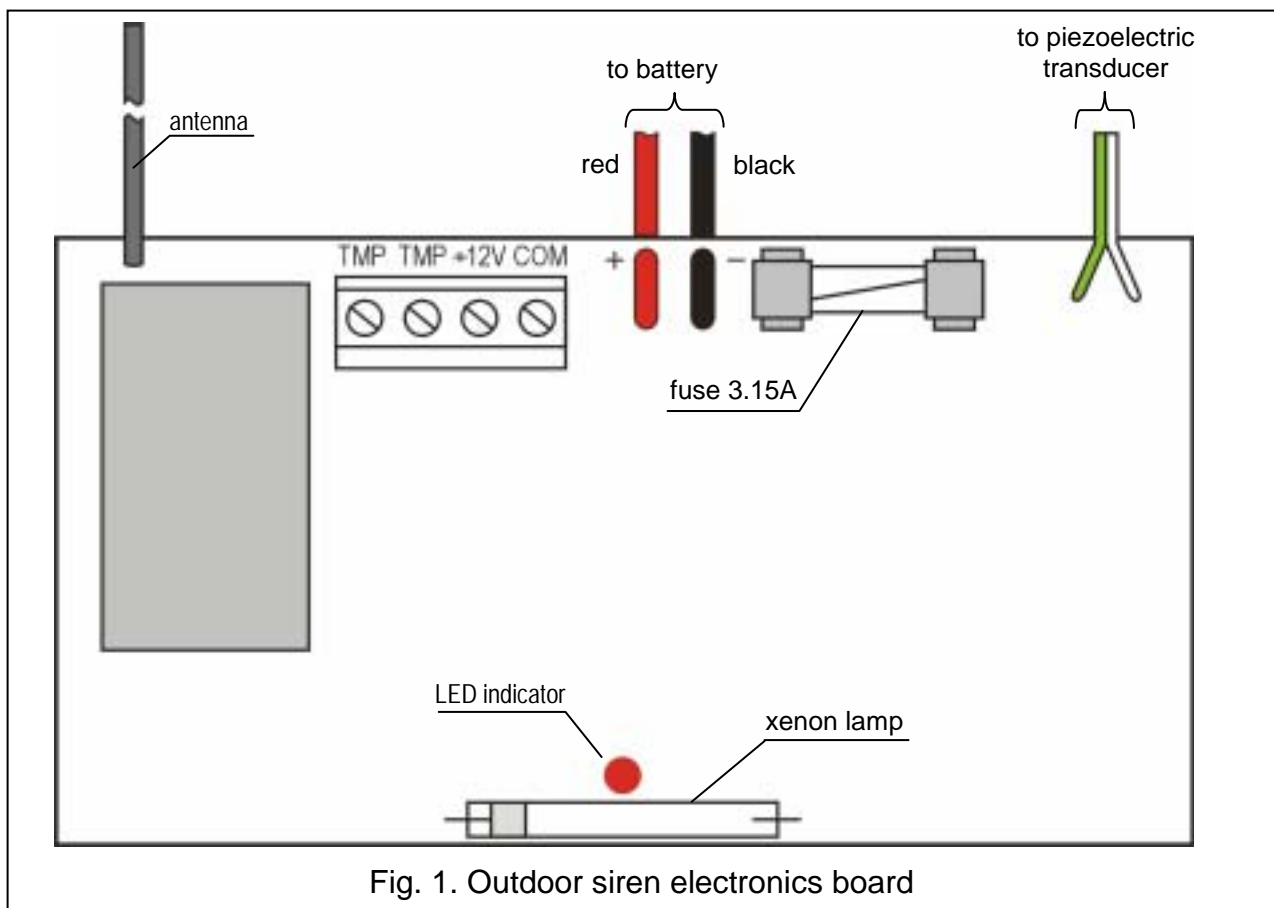 to piezoelectric
transducer
to battery
antenna
red
black
TMP TMP +12V COM
+
−
fuse 3.15A
LED indicator
xenon lamp
Fig. 1. Outdoor siren electronics board